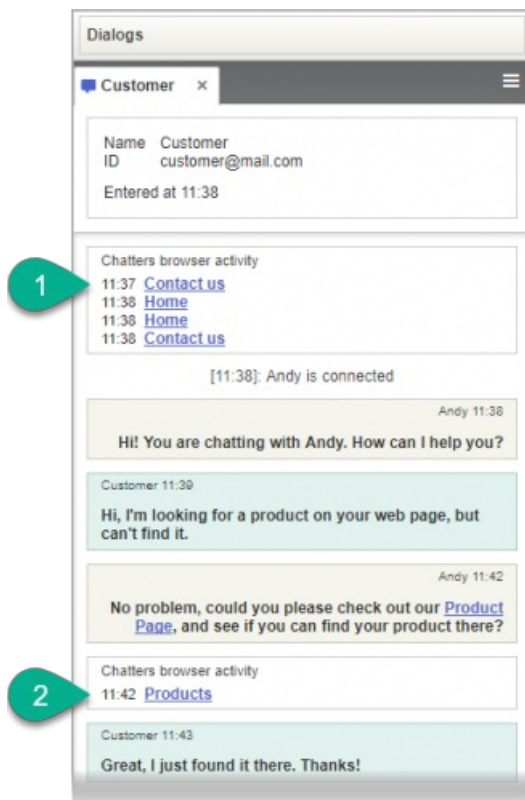 Dialogs
Customer ×
Name Customer
ID customer@mail.com
Entered at 11:38
Chatters browser activity
1
11:37 Contact us
11:38 Home
11:38 Home
11:38 Contact us
[11:38]: Andy is connected
Andy 11:38
Hi! You are chatting with Andy. How can I help you?
Customer 11:39
Hi, I'm looking for a product on your web page, but
can't find it.
Andy 11:42
No problem, could you please check out our Product
Page, and see if you can find your product there?
Chatters browser activity
2
11:42 Products
Customer 11:43
Great, I just found it there. Thanks!